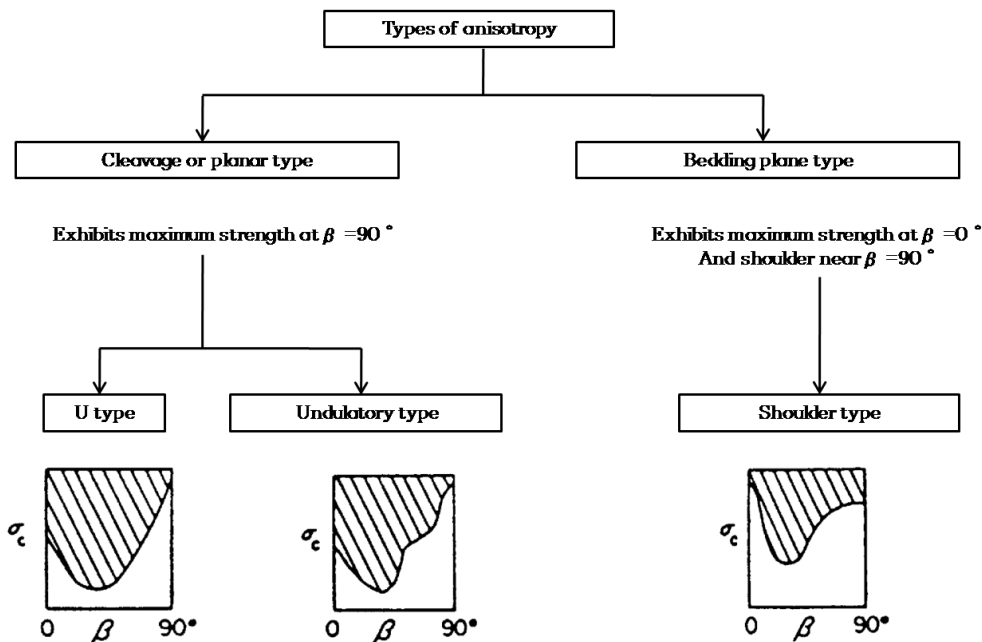 Types of anisotropy
Cleavage or planar type
Bedding plane type
Exhibits maximum strength at β =90 °
Exhibits maximum strength at β =0 °
And shoulder near β =90 °
U type
Undulatory type
Shoulder type
σc
0 β 90°
σc
0 β 90°
σc
0 β 90°